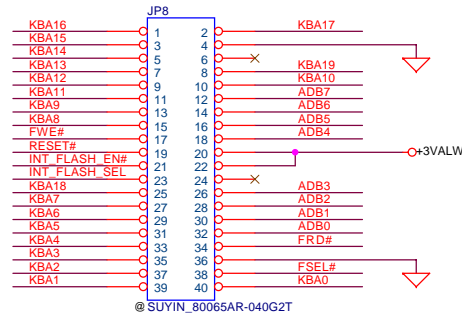 JP8
KBA16 1 2 KBA17
KBA15 3 4
KBA14 5 6
KBA13 7 8 KBA19
KBA12 9 10 KBA10
KBA11 11 12 ADB7
KBA9 13 14 ADB6
KBA8 15 16 ADB5
FWE# 17 18 ADB4
RESET# 19 20 +3VALW
INT_FLASH_EN# 21 22
INT_FLASH_SEL 23 24
KBA18 25 26 ADB3
KBA7 27 28 ADB2
KBA6 29 30 ADB1
KBA5 31 32 ADB0
KBA4 33 34 FRD#
KBA3 35 36
KBA2 37 38 FSEL#
KBA1 39 40 KBA0
@ SUYIN_80065AR-040G2T